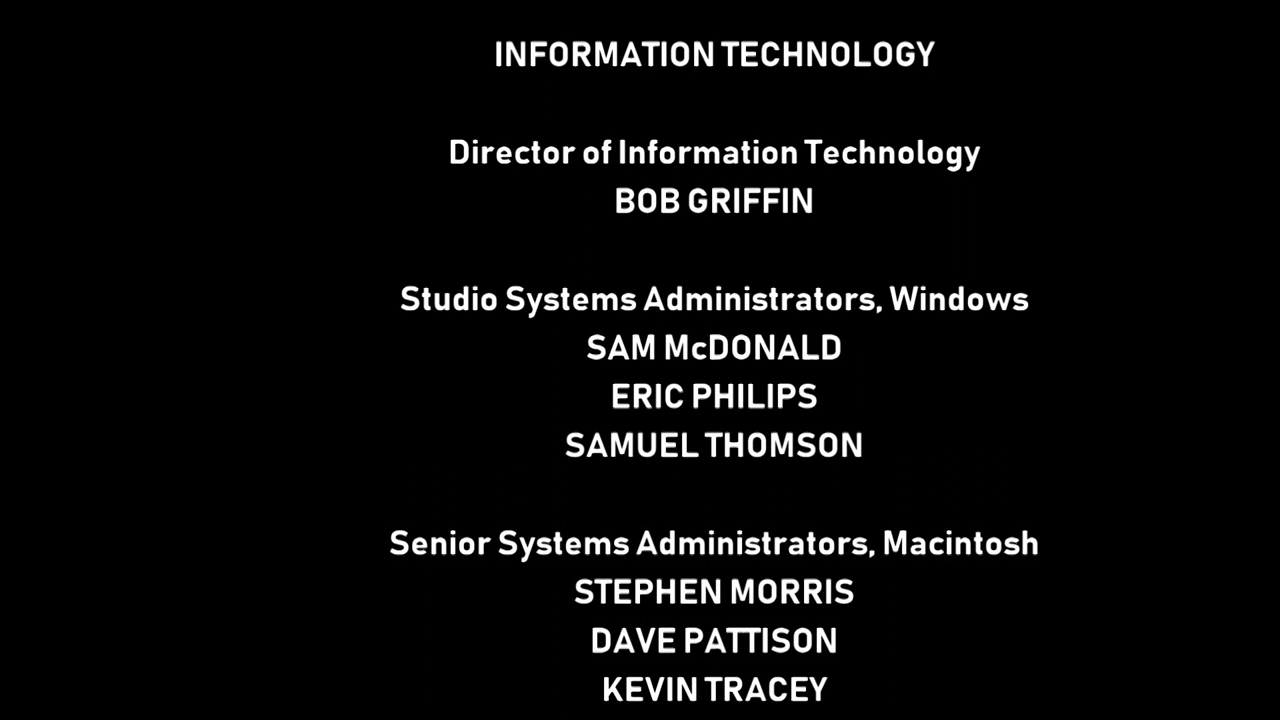 INFORMATION TECHNOLOGY
Director of Information Technology
BOB GRIFFIN
Studio Systems Administrators, Windows
SAM McDONALD
ERIC PHILIPS
SAMUEL THOMSON
Senior Systems Administrators, Macintosh
STEPHEN MORRIS
DAVE PATTISON
KEVIN TRACEY